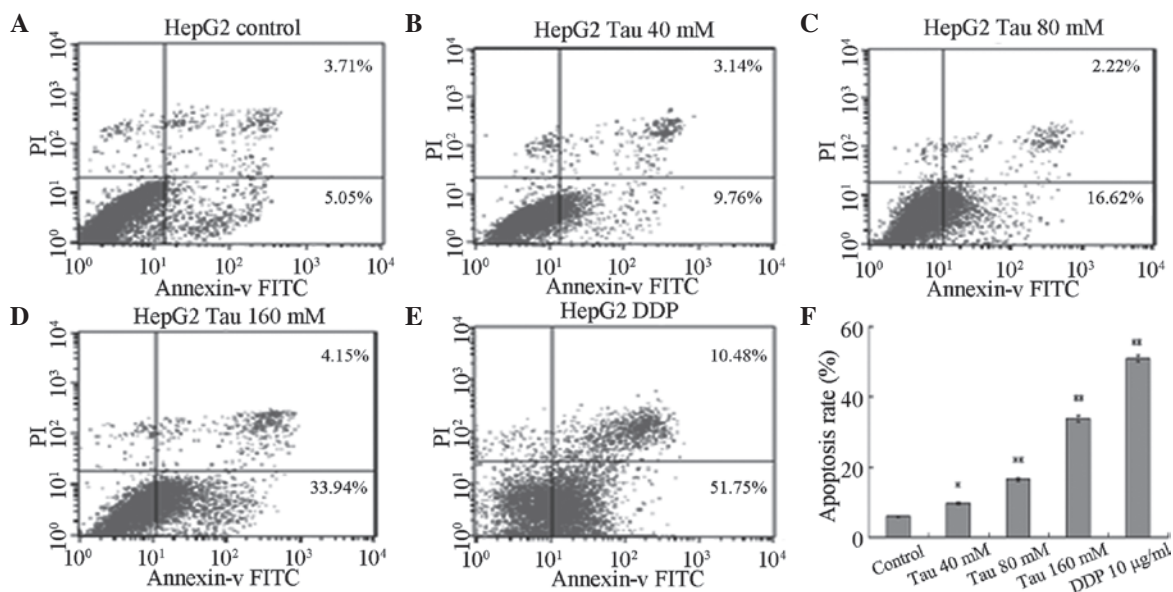 A
HepG2 control
10⁴
10³
10²
10¹
10⁰
PI
3.71%
5.05%
10⁰ 10¹ 10² 10³ 10⁴
Annexin-v FITC
B
HepG2 Tau 40 mM
10⁴
10³
10²
10¹
10⁰
PI
3.14%
9.76%
10⁰ 10¹ 10² 10³ 10⁴
Annexin-v FITC
C
HepG2 Tau 80 mM
10⁴
10³
10²
10¹
10⁰
PI
2.22%
16.62%
10⁰ 10¹ 10² 10³ 10⁴
Annexin-v FITC
D
HepG2 Tau 160 mM
10⁴
10³
10²
10¹
10⁰
PI
4.15%
33.94%
10⁰ 10¹ 10² 10³ 10⁴
Annexin-v FITC
E
HepG2 DDP
10⁴
10³
10²
10¹
10⁰
PI
10.48%
51.75%
10⁰ 10¹ 10² 10³ 10⁴
Annexin-v FITC
F
60
40
20
0
Apoptosis rate (%)
*
**
**
**
Control
Tau 40 mM
Tau 80 mM
Tau 160 mM
DDP 10 μg/mL